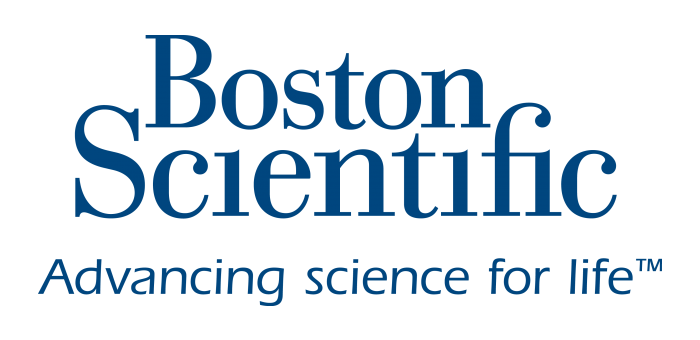 Boston
Scientific
Advancing science for life™